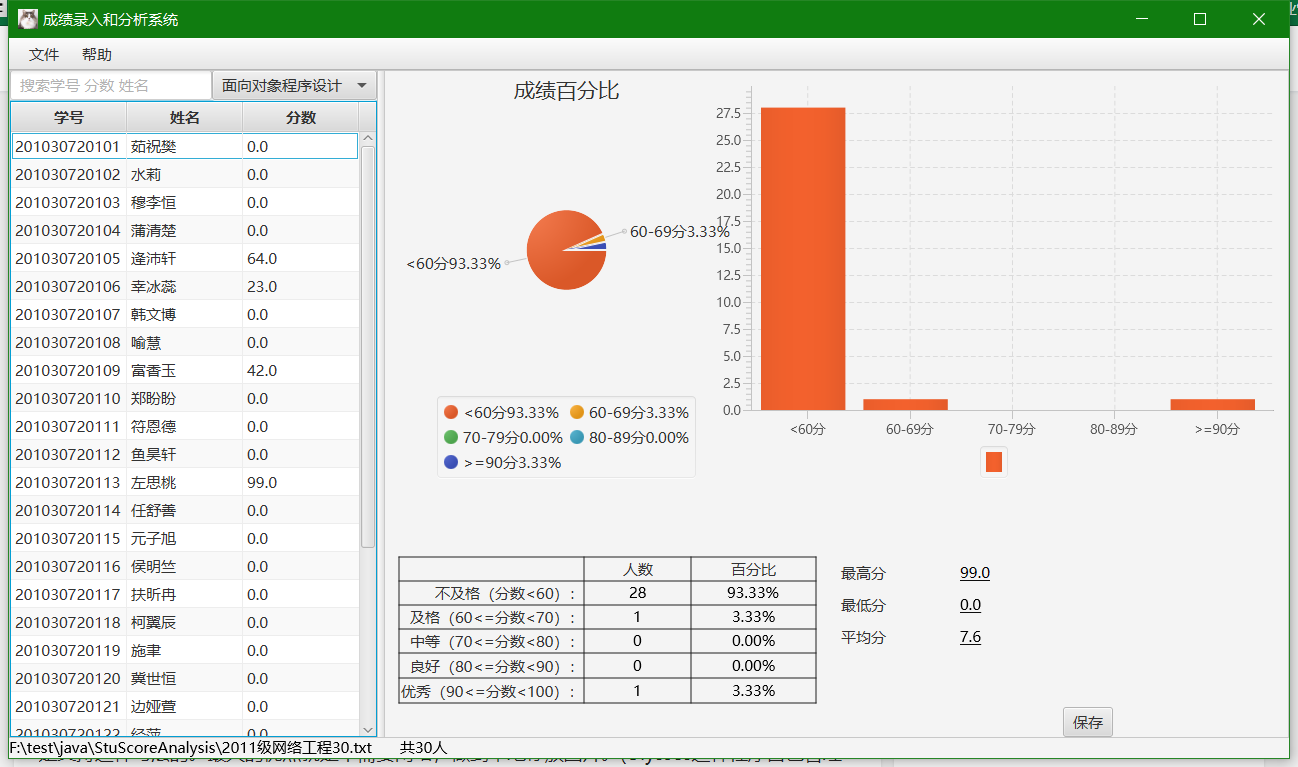 成绩录入和分析系统
文件 帮助
搜索学号 分数 姓名 面向对象程序设计
学号 姓名 分数
201030720101 茹祝樊 0.0
201030720102 水莉 0.0
201030720103 穆李恒 0.0
201030720104 蒲清楚 0.0
201030720105 逄沛轩 64.0
201030720106 幸冰蕊 23.0
201030720107 韩文博 0.0
201030720108 喻慧 0.0
201030720109 富香玉 42.0
201030720110 郑盼盼 0.0
201030720111 符恩德 0.0
201030720112 鱼昊轩 0.0
201030720113 左思桃 99.0
201030720114 任舒善 0.0
201030720115 元子旭 0.0
201030720116 侯明竺 0.0
201030720117 扶昕冉 0.0
201030720118 柯翼辰 0.0
201030720119 施聿 0.0
201030720120 冀世恒 0.0
201030720121 边娅萱 0.0
201030720122 经萍 0.0
F:\test\java\StuScoreAnalysis\2011级网络工程30.txt 共30人
成绩百分比
60-69分3.33%
<60分93.33%
<60分93.33% 60-69分3.33%
70-79分0.00% 80-89分0.00%
>=90分3.33%
27.5
25.0
22.5
20.0
17.5
15.0
12.5
10.0
7.5
5.0
2.5
0.0
<60分 60-69分 70-79分 80-89分 >=90分
人数 百分比
不及格（分数<60）： 28 93.33%
及格（60<=分数<70）： 1 3.33%
中等（70<=分数<80）： 0 0.00%
良好（80<=分数<90）： 0 0.00%
优秀（90<=分数<100）： 1 3.33%
最高分 99.0
最低分 0.0
平均分 7.6
保存